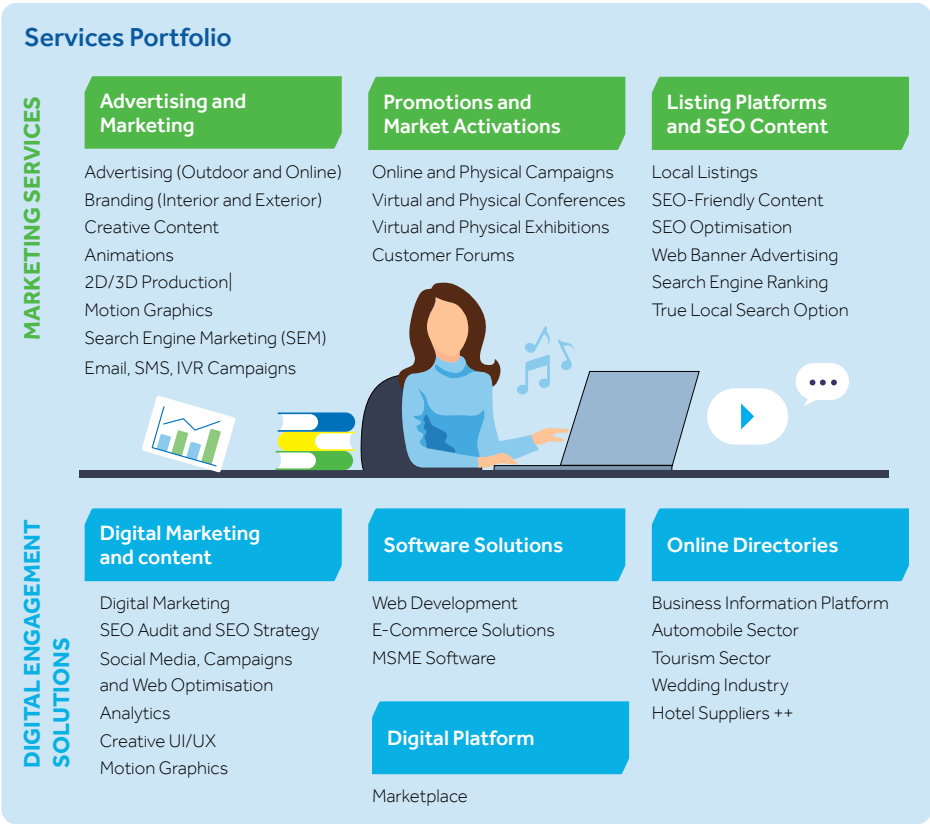 Services Portfolio
MARKETING SERVICES
Advertising and
Marketing
Advertising (Outdoor and Online)
Branding (Interior and Exterior)
Creative Content
Animations
2D/3D Production|
Motion Graphics
Search Engine Marketing (SEM)
Email, SMS, IVR Campaigns
Promotions and
Market Activations
Online and Physical Campaigns
Virtual and Physical Conferences
Virtual and Physical Exhibitions
Customer Forums
Listing Platforms
and SEO Content
Local Listings
SEO-Friendly Content
SEO Optimisation
Web Banner Advertising
Search Engine Ranking
True Local Search Option
DIGITAL ENGAGEMENT
SOLUTIONS
Digital Marketing
and content
Digital Marketing
SEO Audit and SEO Strategy
Social Media, Campaigns
and Web Optimisation
Analytics
Creative UI/UX
Motion Graphics
Software Solutions
Web Development
E-Commerce Solutions
MSME Software
Digital Platform
Marketplace
Online Directories
Business Information Platform
Automobile Sector
Tourism Sector
Wedding Industry
Hotel Suppliers ++